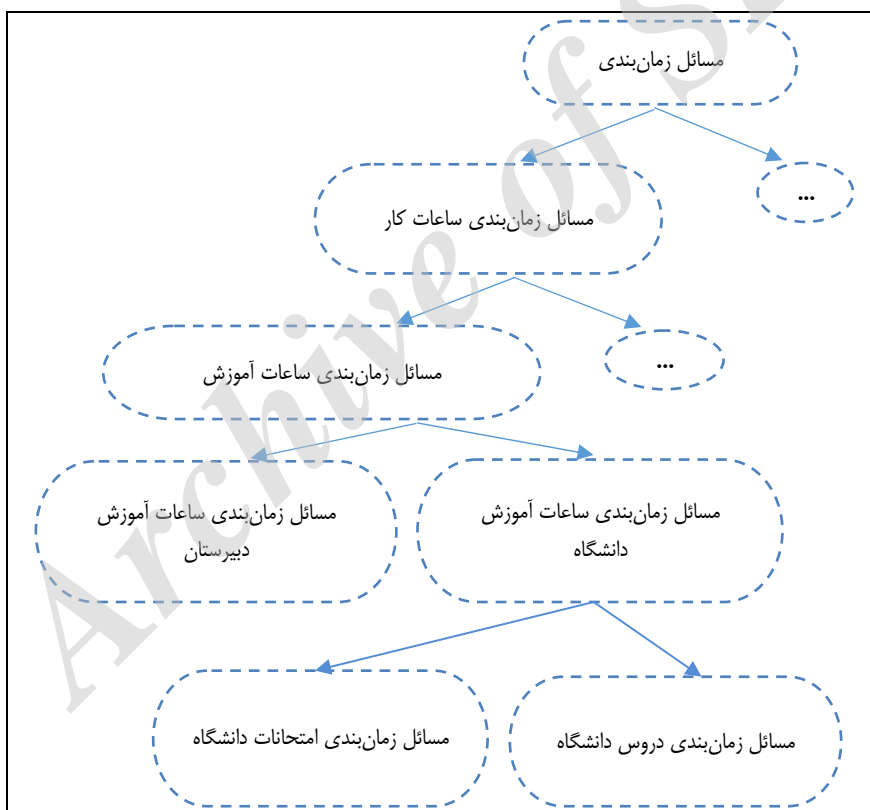 مسائل زمان‌بندی
...
مسائل زمان‌بندی ساعات کار
...
مسائل زمان‌بندی ساعات آموزش
مسائل زمان‌بندی ساعات آموزش
دانشگاه
مسائل زمان‌بندی ساعات آموزش
دبیرستان
مسائل زمان‌بندی دروس دانشگاه
مسائل زمان‌بندی امتحانات دانشگاه
Archive of S